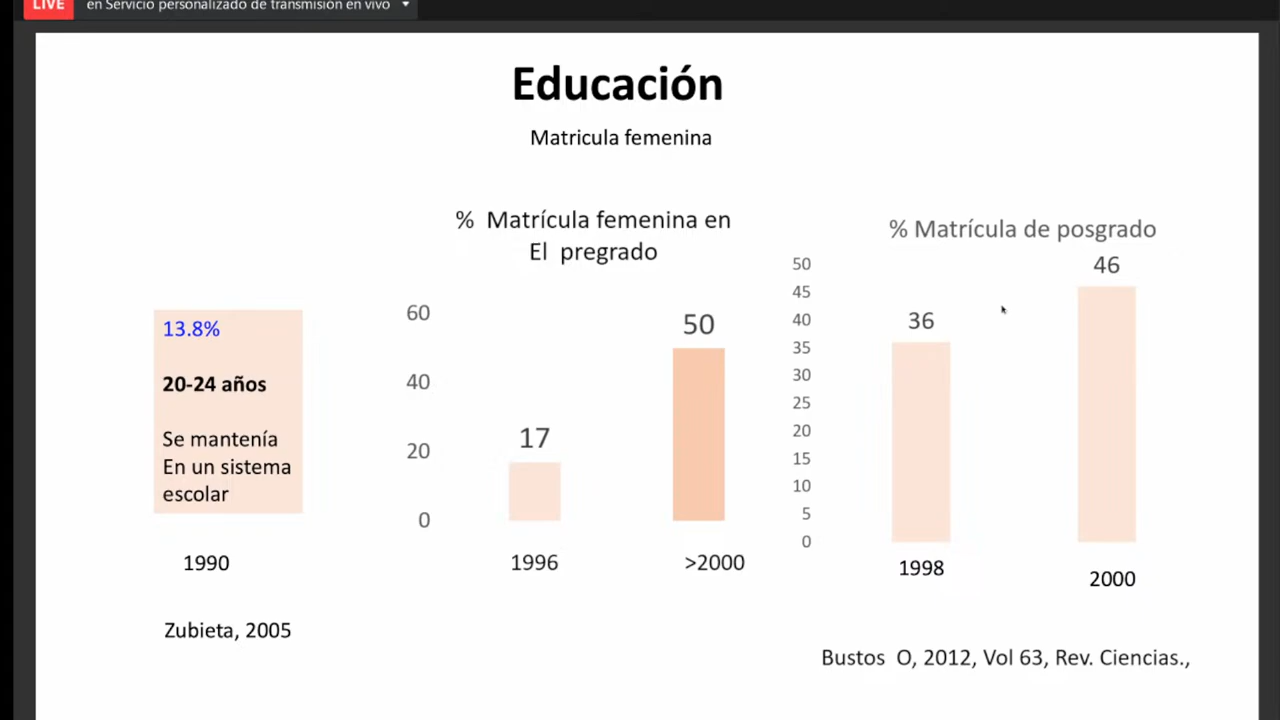 LIVE
en Servicio personalizado de transmisión en vivo
Educación
Matricula femenina
13.8%
20-24 años
Se mantenía
En un sistema
escolar
1990
Zubieta, 2005
% Matrícula femenina en
El pregrado
60
40
20
0
17
50
1996
>2000
% Matrícula de posgrado
50
45
40
35
30
25
20
15
10
5
0
36
46
1998
2000
Bustos O, 2012, Vol 63, Rev. Ciencias.,